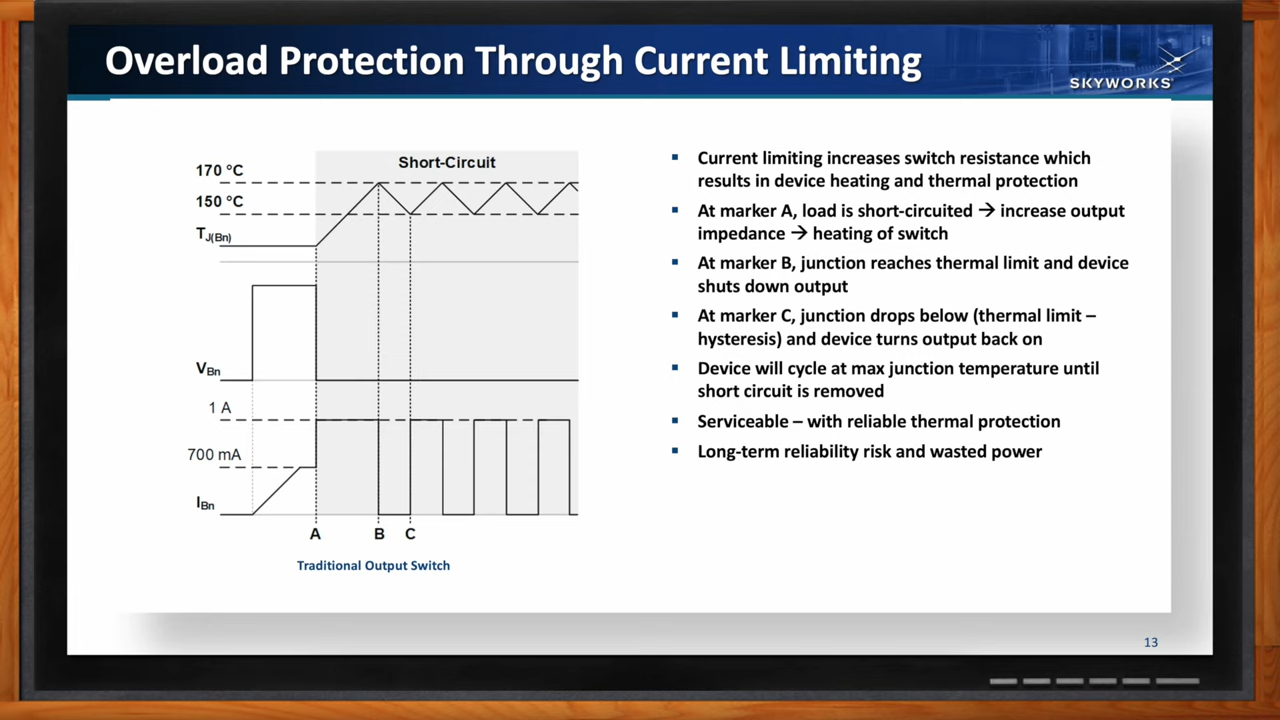 Overload Protection Through Current Limiting
SKYWORKS
Short-Circuit
170 °C
150 °C
TJ(Bn)
VBn
1 A
700 mA
IBn
A B C
Traditional Output Switch
▪ Current limiting increases switch resistance which
results in device heating and thermal protection
▪ At marker A, load is short-circuited → increase output
impedance → heating of switch
▪ At marker B, junction reaches thermal limit and device
shuts down output
▪ At marker C, junction drops below (thermal limit –
hysteresis) and device turns output back on
▪ Device will cycle at max junction temperature until
short circuit is removed
▪ Serviceable – with reliable thermal protection
▪ Long-term reliability risk and wasted power
13